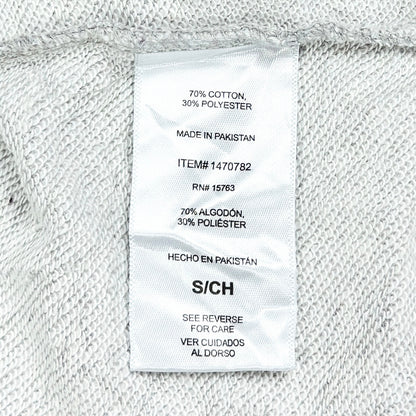 70% COTTON,
30% POLYESTER
MADE IN PAKISTAN
ITEM# 1470782
RN# 15763
70% ALGODÓN,
30% POLIÉSTER
HECHO EN PAKISTÁN
S/CH
SEE REVERSE
FOR CARE
VER CUIDADOS
AL DORSO